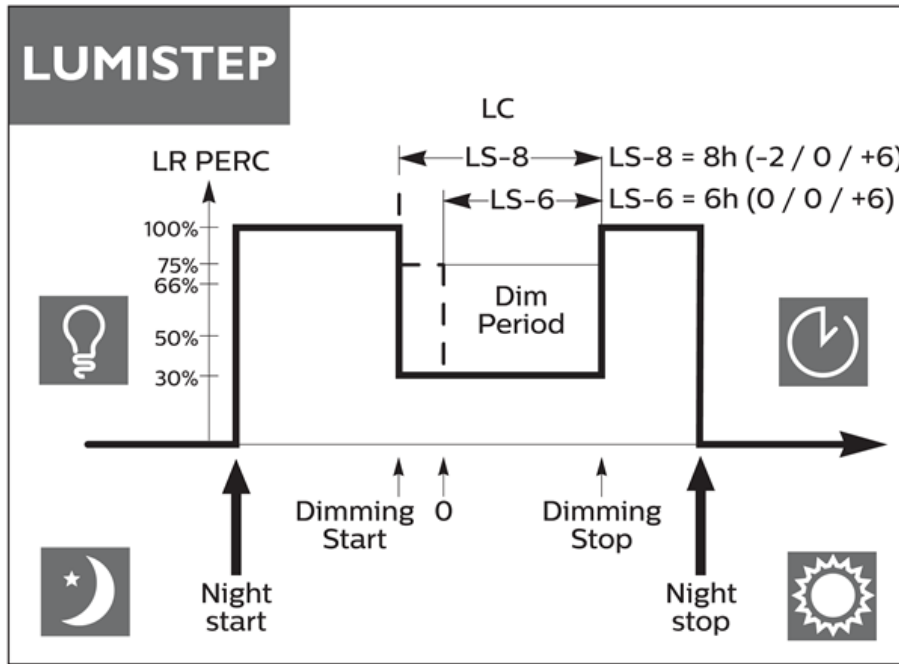 LUMISTEP
LC
LR PERC
LS-8
LS-8 = 8h (-2 / 0 / +6)
LS-6
LS-6 = 6h (0 / 0 / +6)
100%
75%
66%
50%
30%
Dim
Period
Dimming
Start
0
Dimming
Stop
Night
start
Night
stop